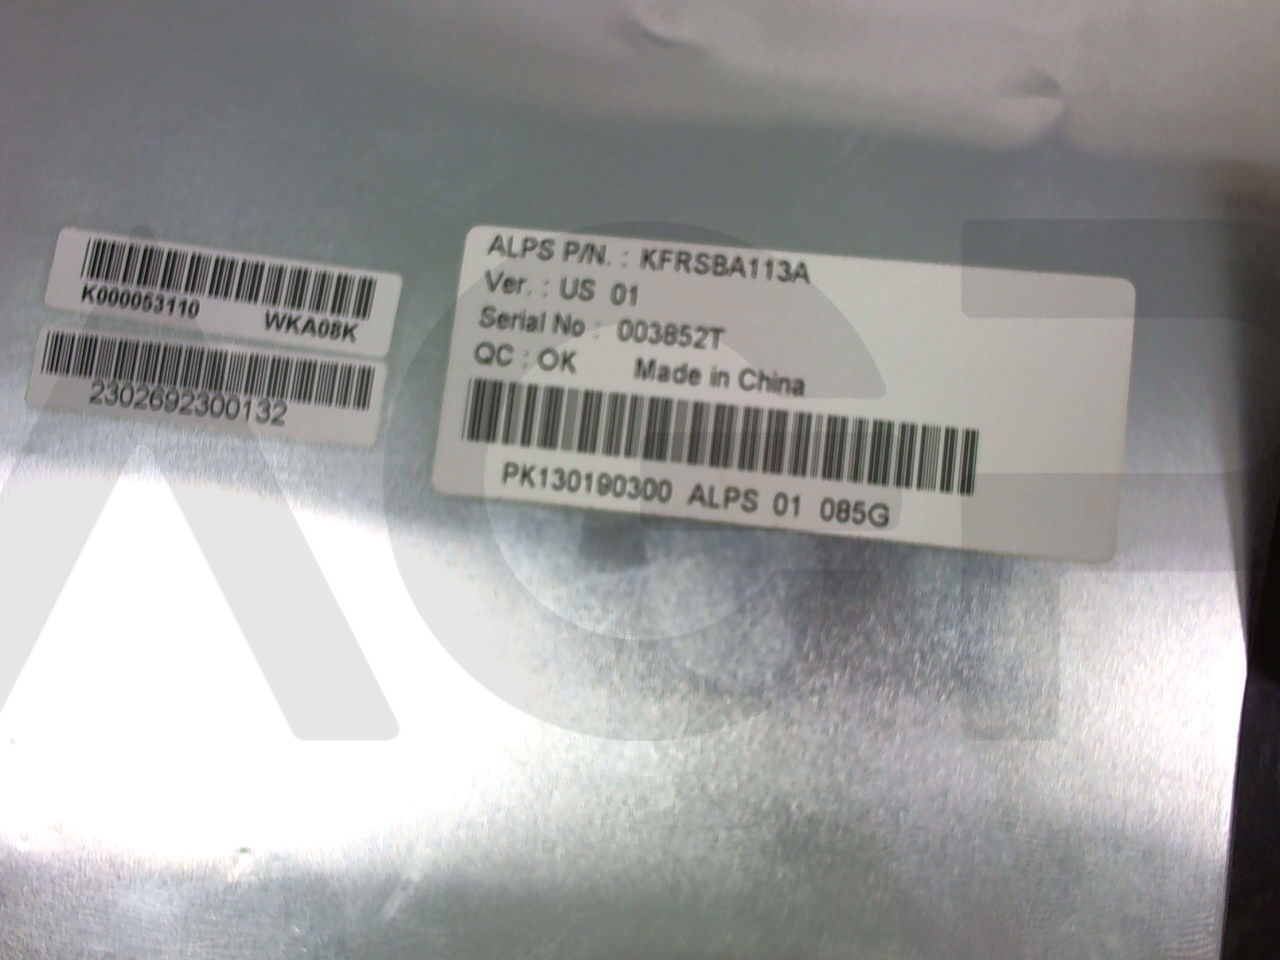 K000053110 WKA08K
2302692300132
ALPS P/N. : KFRSBA113A
Ver. : US 01
Serial No : 003852T
QC : OK Made in China
PK130190300 ALPS 01 085G
ACP